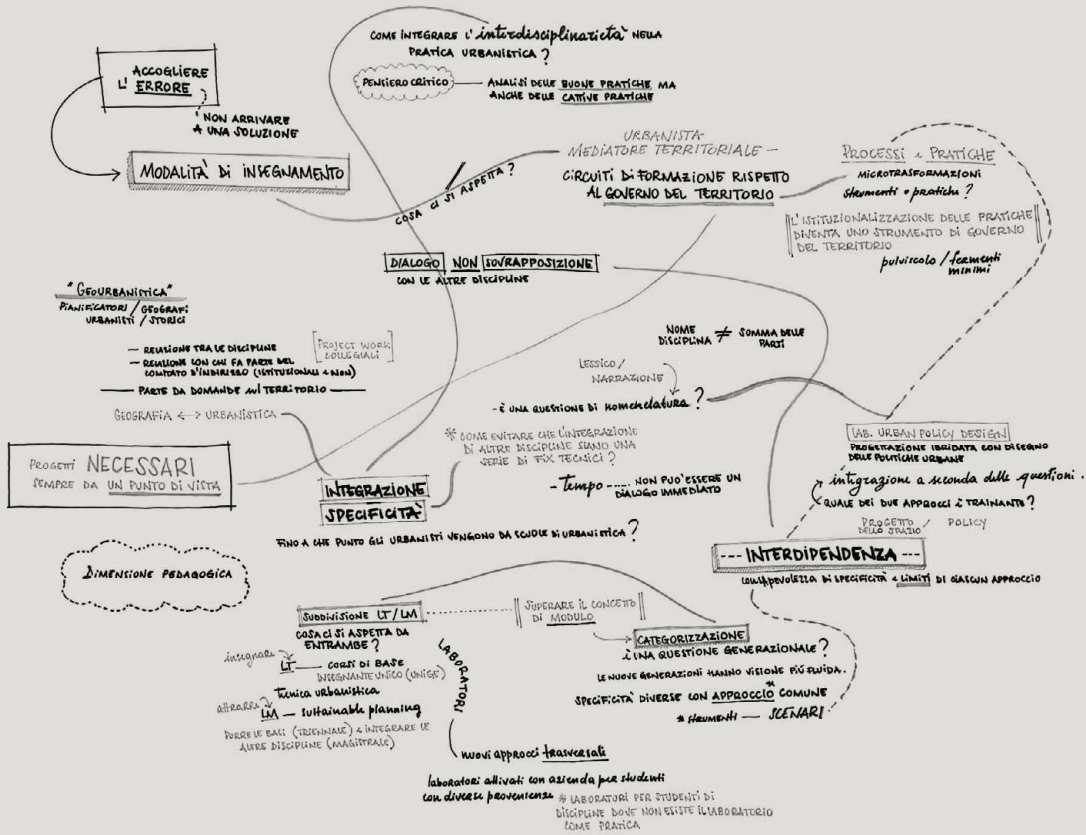 COME INTEGRARE L'interdisciplinarietà NELLA
PRATICA URBANISTICA?
PENSIERO CRITICO
ANALISI DELLE BUONE PRATICHE MA
ANCHE DELLE CATTIVE PRATICHE
ACCOGLIERE
L'ERRORE
NON ARRIVARE
A UNA SOLUZIONE
MODALITÀ DI INSEGNAMENTO
COSA CI SI ASPETTA?
URBANISTA
MEDIATORE TERRITORIALE —
CIRCUITI DI FORMAZIONE RISPETTO
AL GOVERNO DEL TERRITORIO
PROCESSI e PRATICHE
MICROTRASFORMAZIONI
strumenti o pratiche?
L'ISTITUZIONALIZZAZIONE DELLE PRATICHE
DIVENTA UNO STRUMENTO DI GOVERNO
DEL TERRITORIO
pulviscolo / fermenti
minimi
DIALOGO NON SOVRAPPOSIZIONE
CON LE ALTRE DISCIPLINE
"GEOURBANISTICA"
PIANIFICATORI / GEOGRAFI
URBANISTI / STORICI
— RELAZIONE TRA LE DISCIPLINE
— RELAZIONE CON CHI FA PARTE DEL
COMITATO D'INDIRIZZO (ISTITUZIONALI e NON)
[PROJECT WORK
COLLEGIALI]
— PARTE DA DOMANDE sul TERRITORIO —
GEOGRAFIA <-> URBANISTICA
NOME
DISCIPLINA ≠ SOMMA DELLE
PARTI
LESSICO /
NARRAZIONE
- È UNA QUESTIONE DI nomenclatura?
* COME EVITARE CHE L'INTEGRAZIONE
DI ALTRE DISCIPLINE SIANO UNA
SERIE DI FIX TECNICI?
PROGETTI NECESSARI
SEMPRE DA UN PUNTO DI VISTA
INTEGRAZIONE
SPECIFICITÀ
- Tempo ..... NON PUO' ESSERE UN
DIALOGO IMMEDIATO
FINO A CHE PUNTO GLI URBANISTI VENGONO DA SCUOLE DI URBANISTICA?
LAB. URBAN POLICY DESIGN
PROGETTAZIONE IBRIDATA CON DISEGNO
DELLE POLITICHE URBANE
integrazione a seconda delle questioni.
QUALE DEI DUE APPROCCI È TRAINANTE?
PROGETTO
DELLO SPAZIO / POLICY
--- INTERDIPENDENZA ---
CONSAPEVOLEZZA DI SPECIFICITÀ e LIMITI DI CIASCUN APPROCCIO
DIMENSIONE PEDAGOGICA
SUDDIVISIONE LT/LM
COSA CI SI ASPETTA DA
ENTRAMBE?
insegnare
LT — CORSI DI BASE
INSEGNANTE UNICO (UNIGE)
Tecnica urbanistica
attrarre
LM — sustainable planning
PORRE LE BASI (TRIENNALE) e INTEGRARE LE
ALTRE DISCIPLINE (MAGISTRALE)
LABORATORI
SUPERARE IL CONCETTO
DI MODULO
CATEGORIZZAZIONE
È UNA QUESTIONE GENERAZIONALE?
LE NUOVE GENERAZIONI HANNO VISIONE PIÙ FLUIDA.
SPECIFICITÀ DIVERSE CON APPROCCIO* COMUNE
* STRUMENTI — SCENARI
nuovi approcci trasversali
laboratori attivati con azienda per studenti
con diverse provenienze
* LABORATORI PER STUDENTI DI
DISCIPLINE DOVE NON ESISTE IL LABORATORIO
COME PRATICA